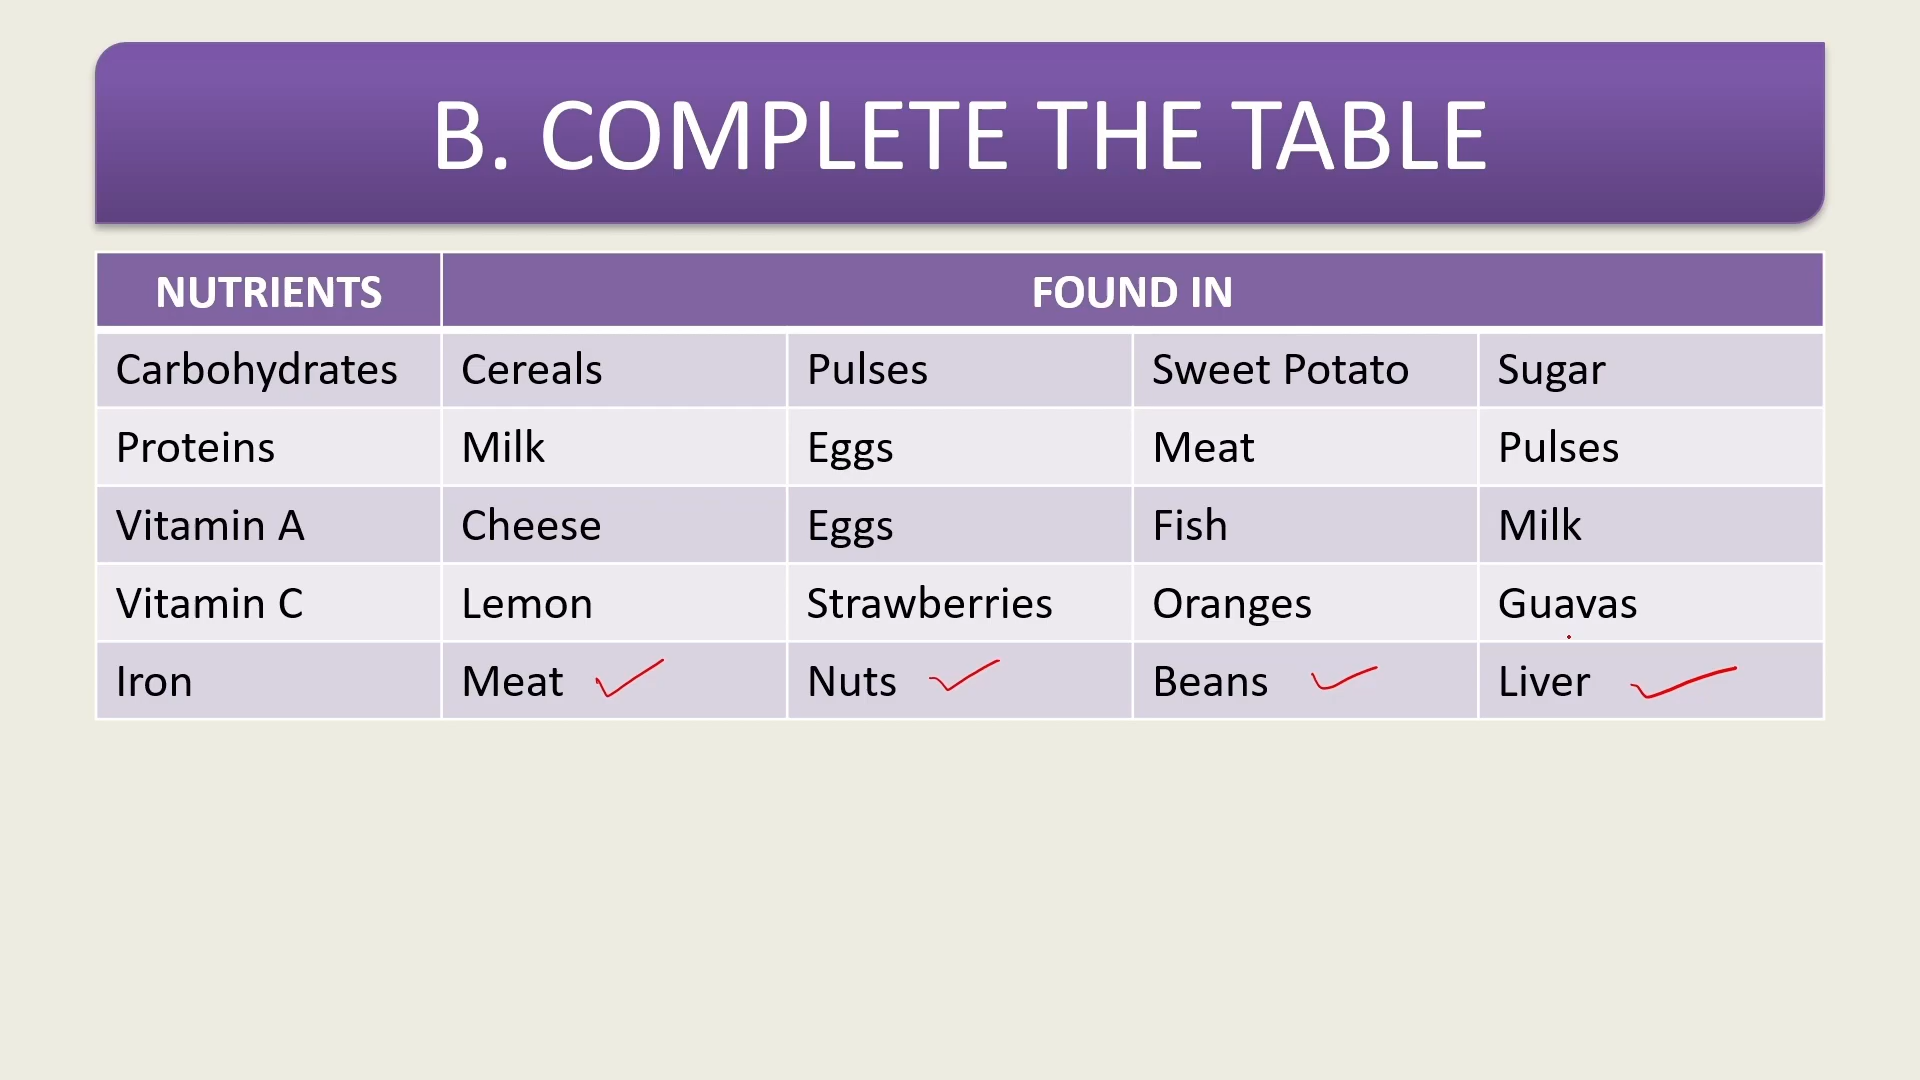 B. COMPLETE THE TABLE
NUTRIENTS FOUND IN
Carbohydrates Cereals Pulses Sweet Potato Sugar
Proteins Milk Eggs Meat Pulses
Vitamin A Cheese Eggs Fish Milk
Vitamin C Lemon Strawberries Oranges Guavas
Iron Meat Nuts Beans Liver